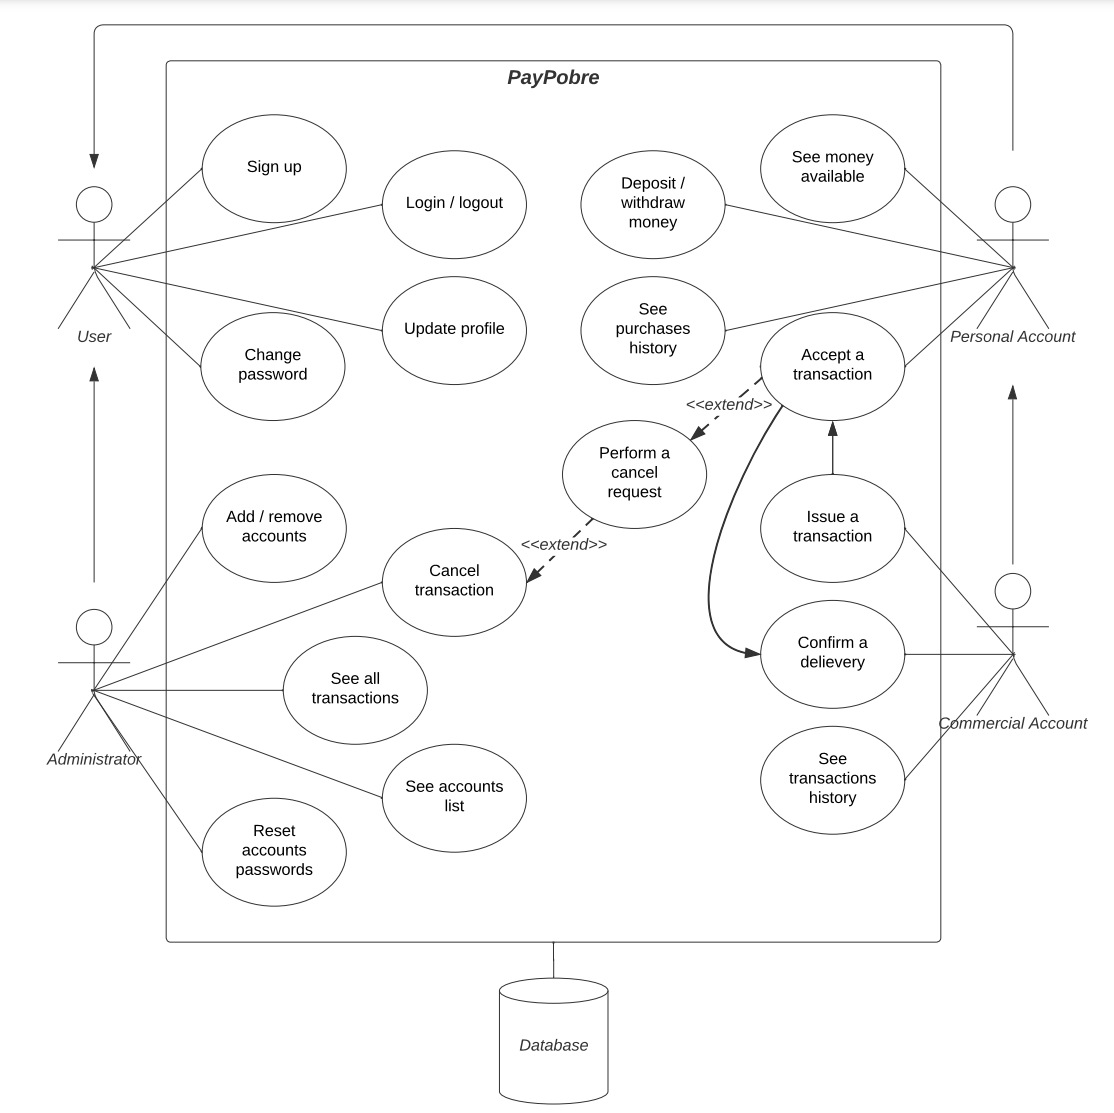 PayPobre
Sign up
Login / logout
Deposit /
withdraw
money
See money
available
User
Update profile
Change
password
See
purchases
history
Accept a
transaction
Personal Account
<<extend>>
Perform a
cancel
request
Add / remove
accounts
Issue a
transaction
<<extend>>
Cancel
transaction
Confirm a
delievery
See all
transactions
Administrator
Commercial Account
See accounts
list
See
transactions
history
Reset
accounts
passwords
Database